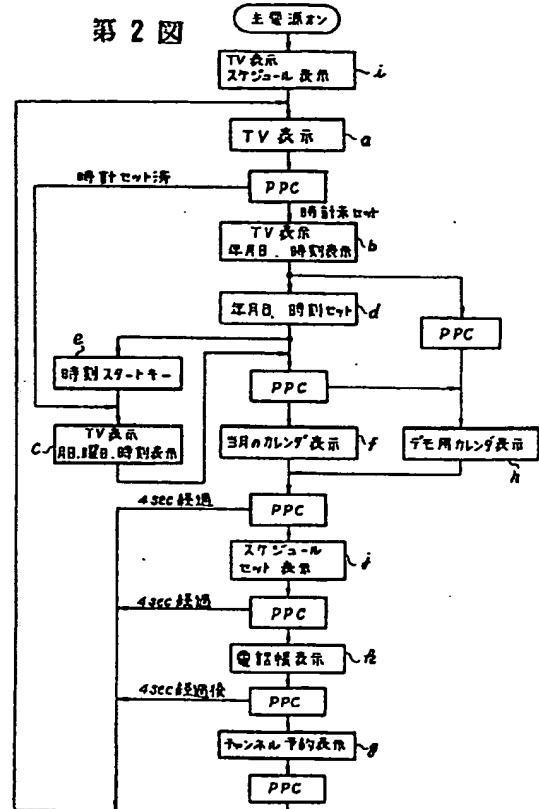 第2図
主電源オン
TV表示
スケジュール表示
i
TV表示
a
PPC
時計セット済
時計未セット
TV表示
年月日、時刻表示
b
年月日、時刻セット
d
PPC
e
時刻スタートキー
PPC
C
TV表示
月日、曜日、時刻表示
当月のカレンダ表示
f
デモ用カレンダ表示
h
4sec経過
PPC
スケジュール
セット表示
j
4sec経過
PPC
電話帳表示
k
4sec経過後
PPC
チャンネル予約表示
g
PPC